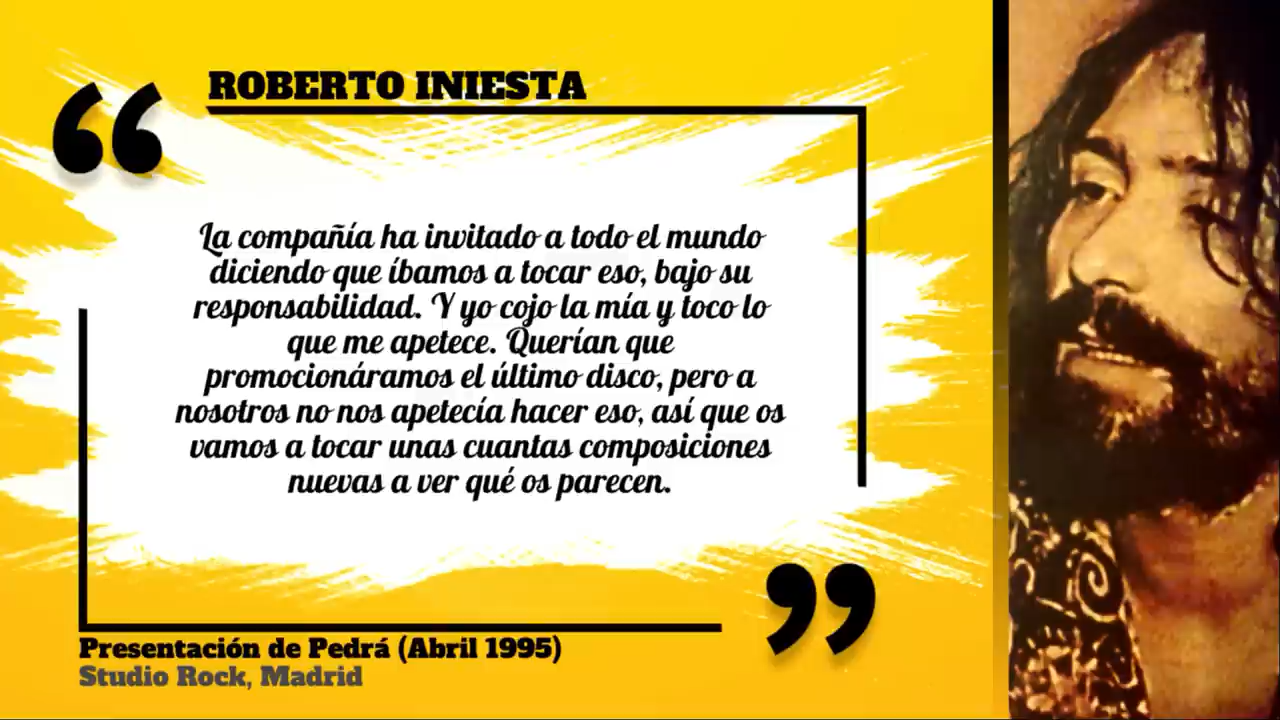 ROBERTO INIESTA
La compañía ha invitado a todo el mundo
diciendo que íbamos a tocar eso, bajo su
responsabilidad. Y yo cojo la mía y toco lo
que me apetece. Querían que
promocionáramos el último disco, pero a
nosotros no nos apetecía hacer eso, así que os
vamos a tocar unas cuantas composiciones
nuevas a ver qué os parecen.
Presentación de Pedrá (Abril 1995)
Studio Rock, Madrid